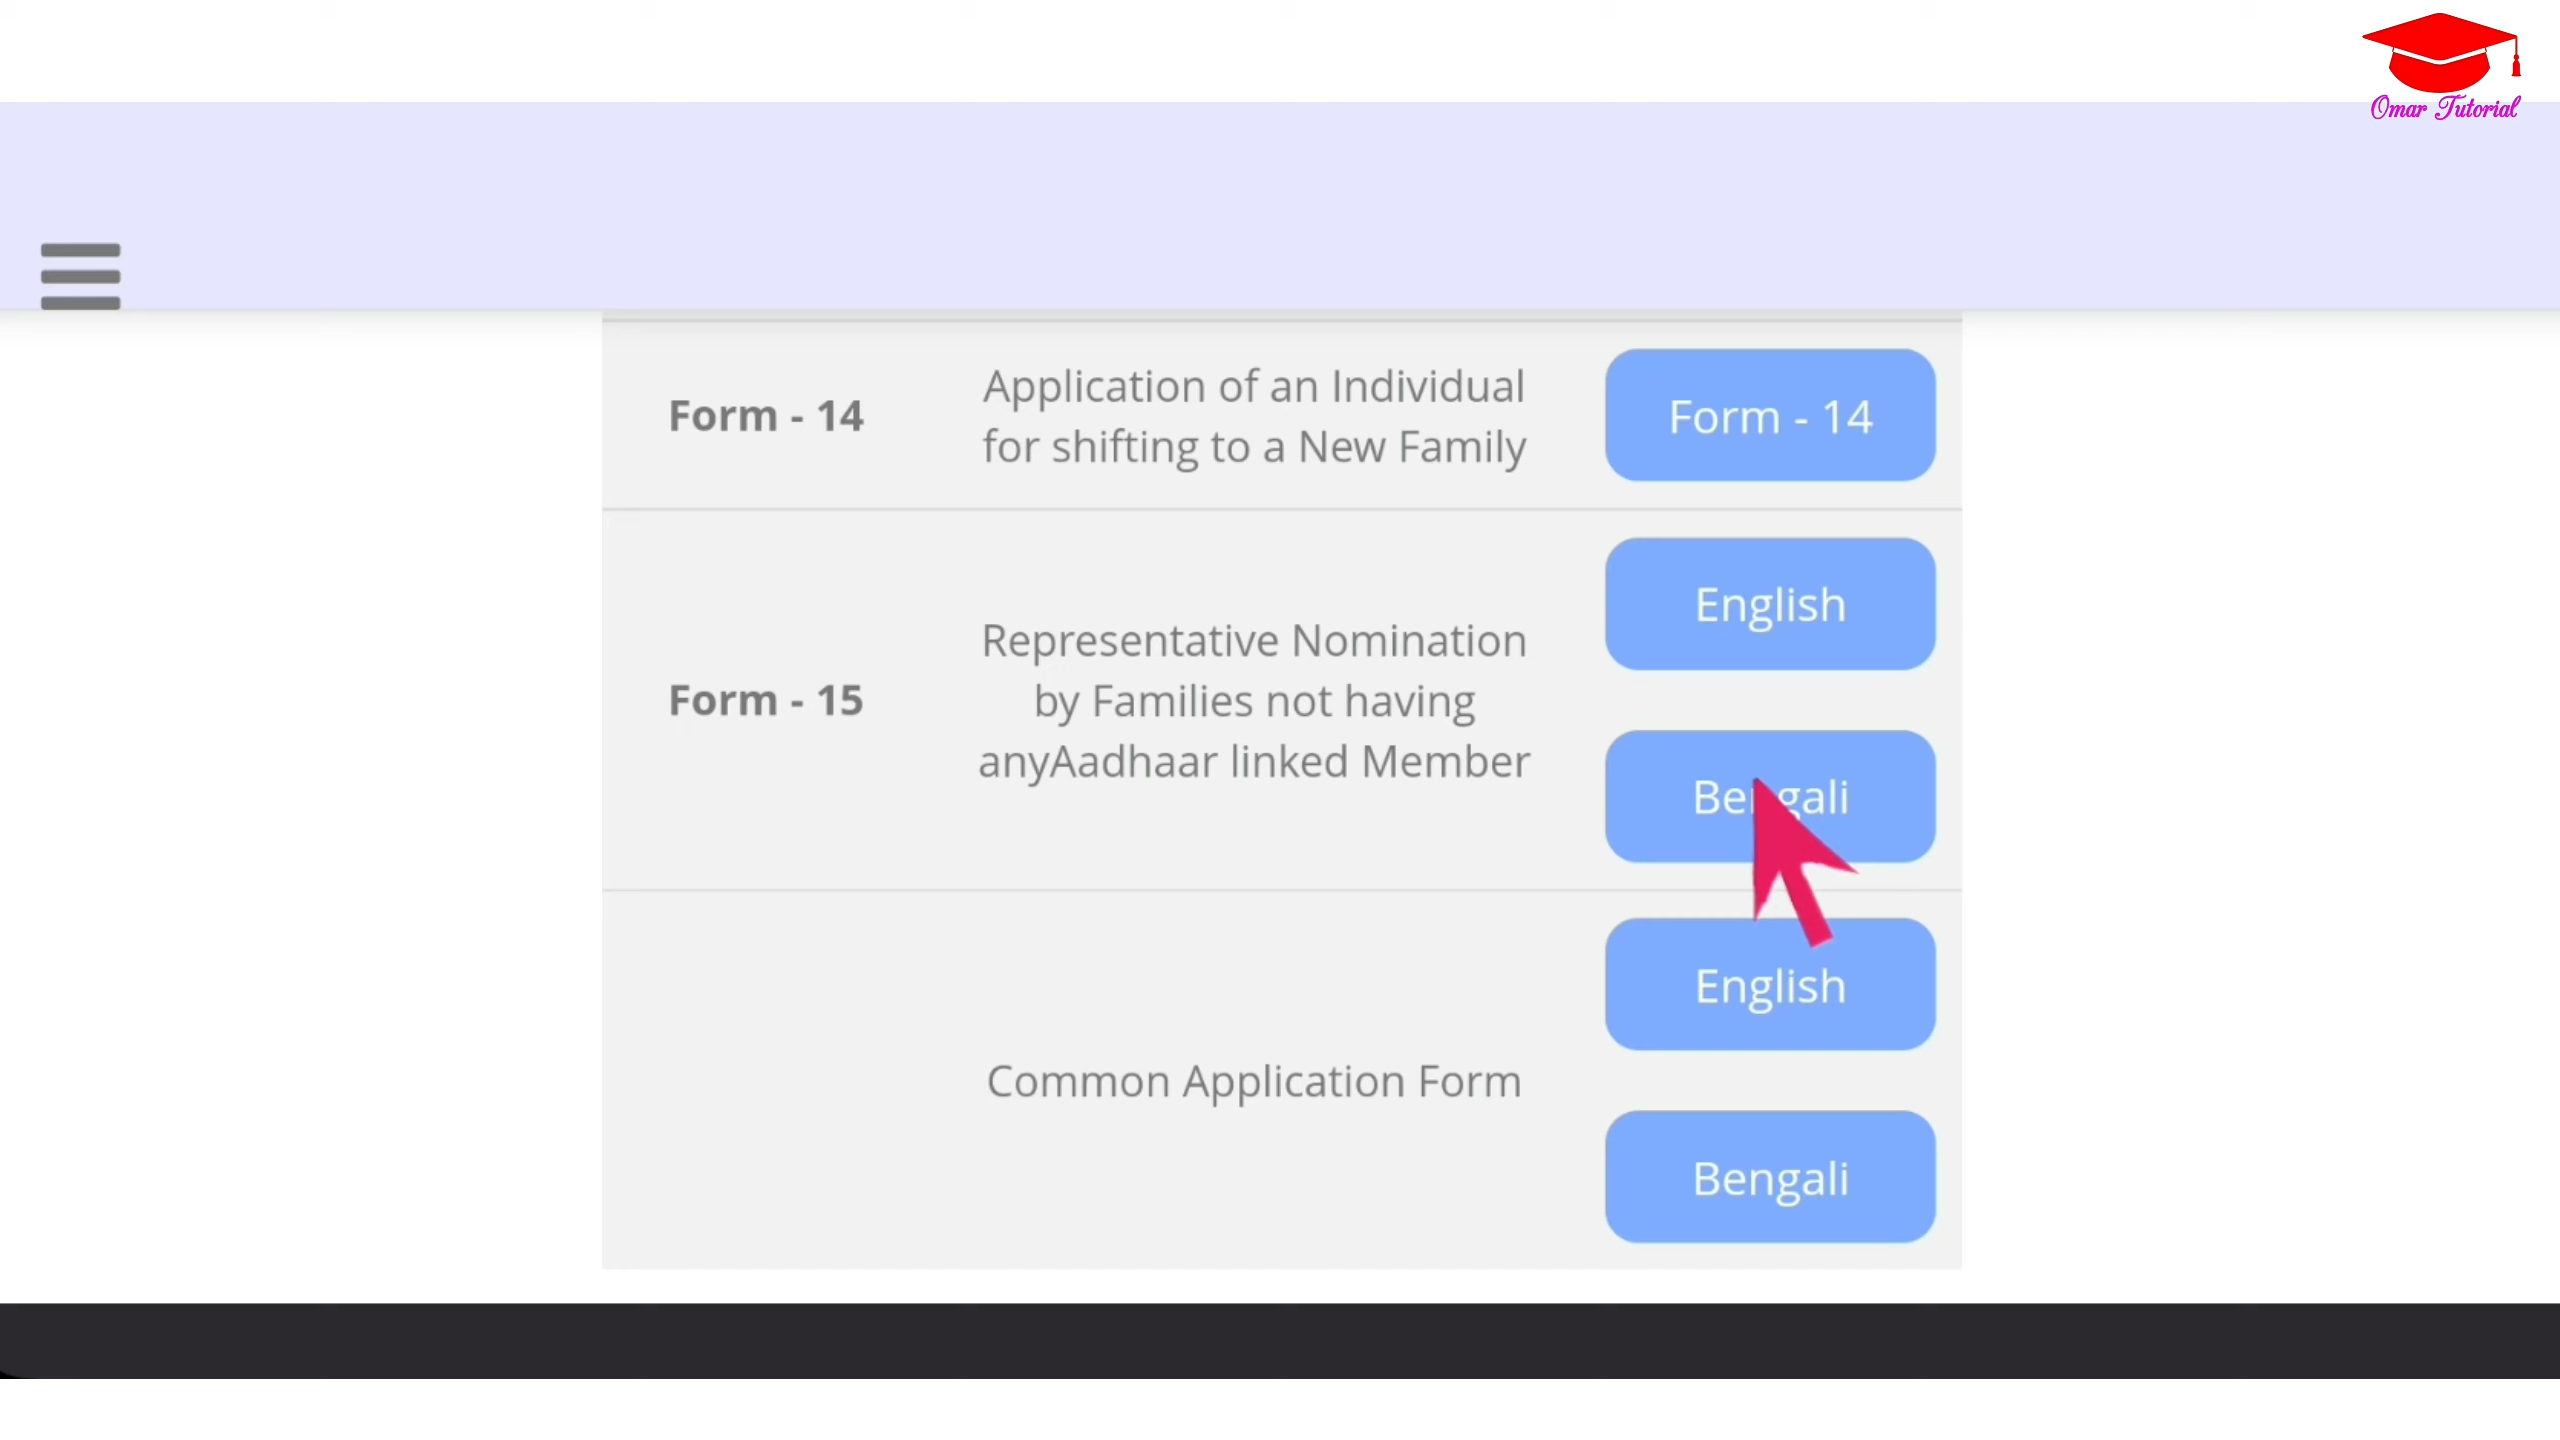 Omar Tutorial
Form - 14
Application of an Individual
for shifting to a New Family
Form - 14
Form - 15
Representative Nomination
by Families not having
anyAadhaar linked Member
English
Bengali
Common Application Form
English
Bengali